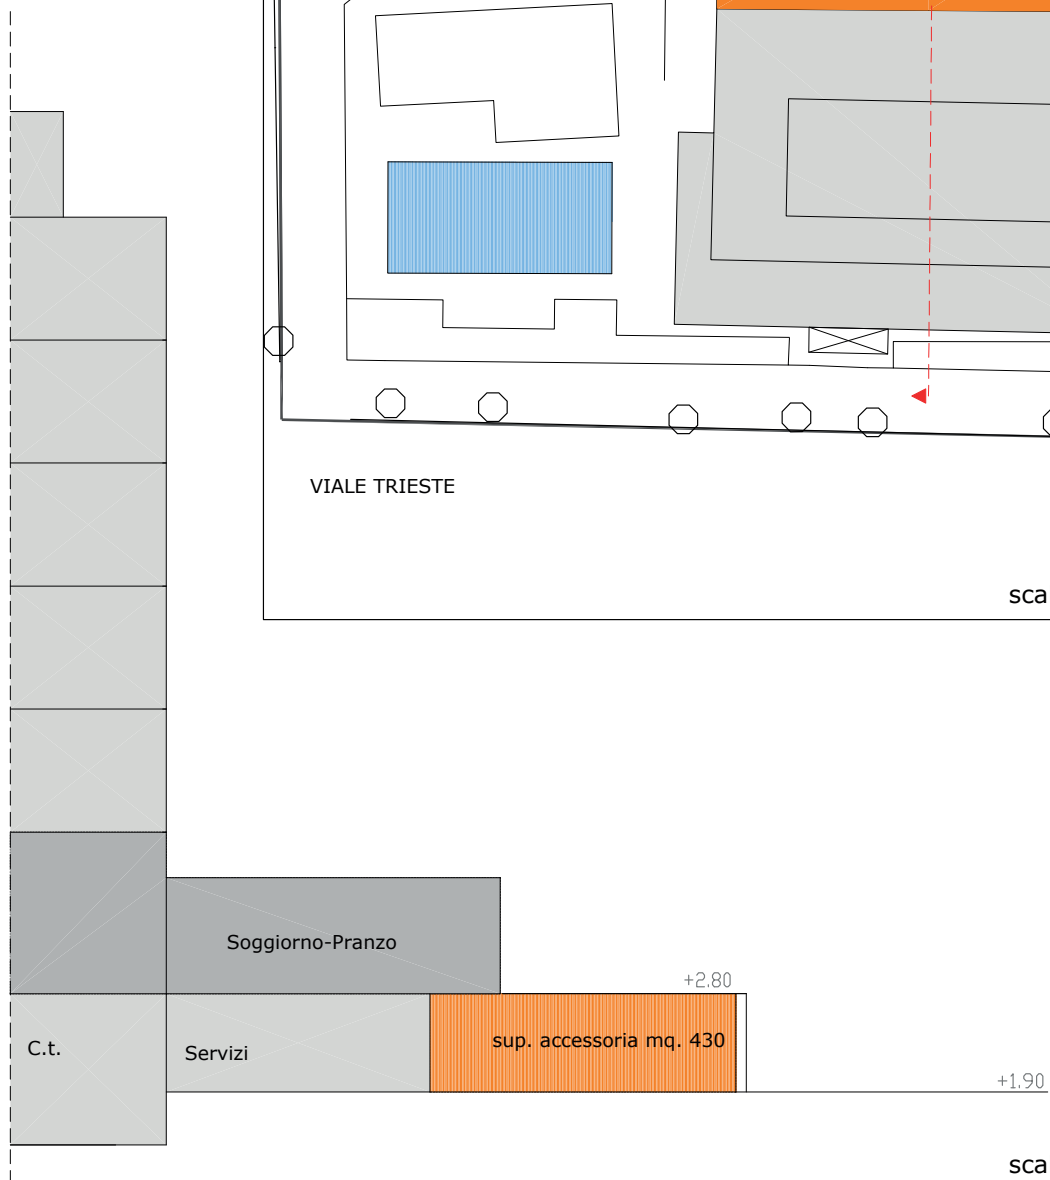 VIALE TRIESTE
sca
Soggiorno-Pranzo
+2.80
C.t.
Servizi
sup. accessoria mq. 430
+1.90
sca